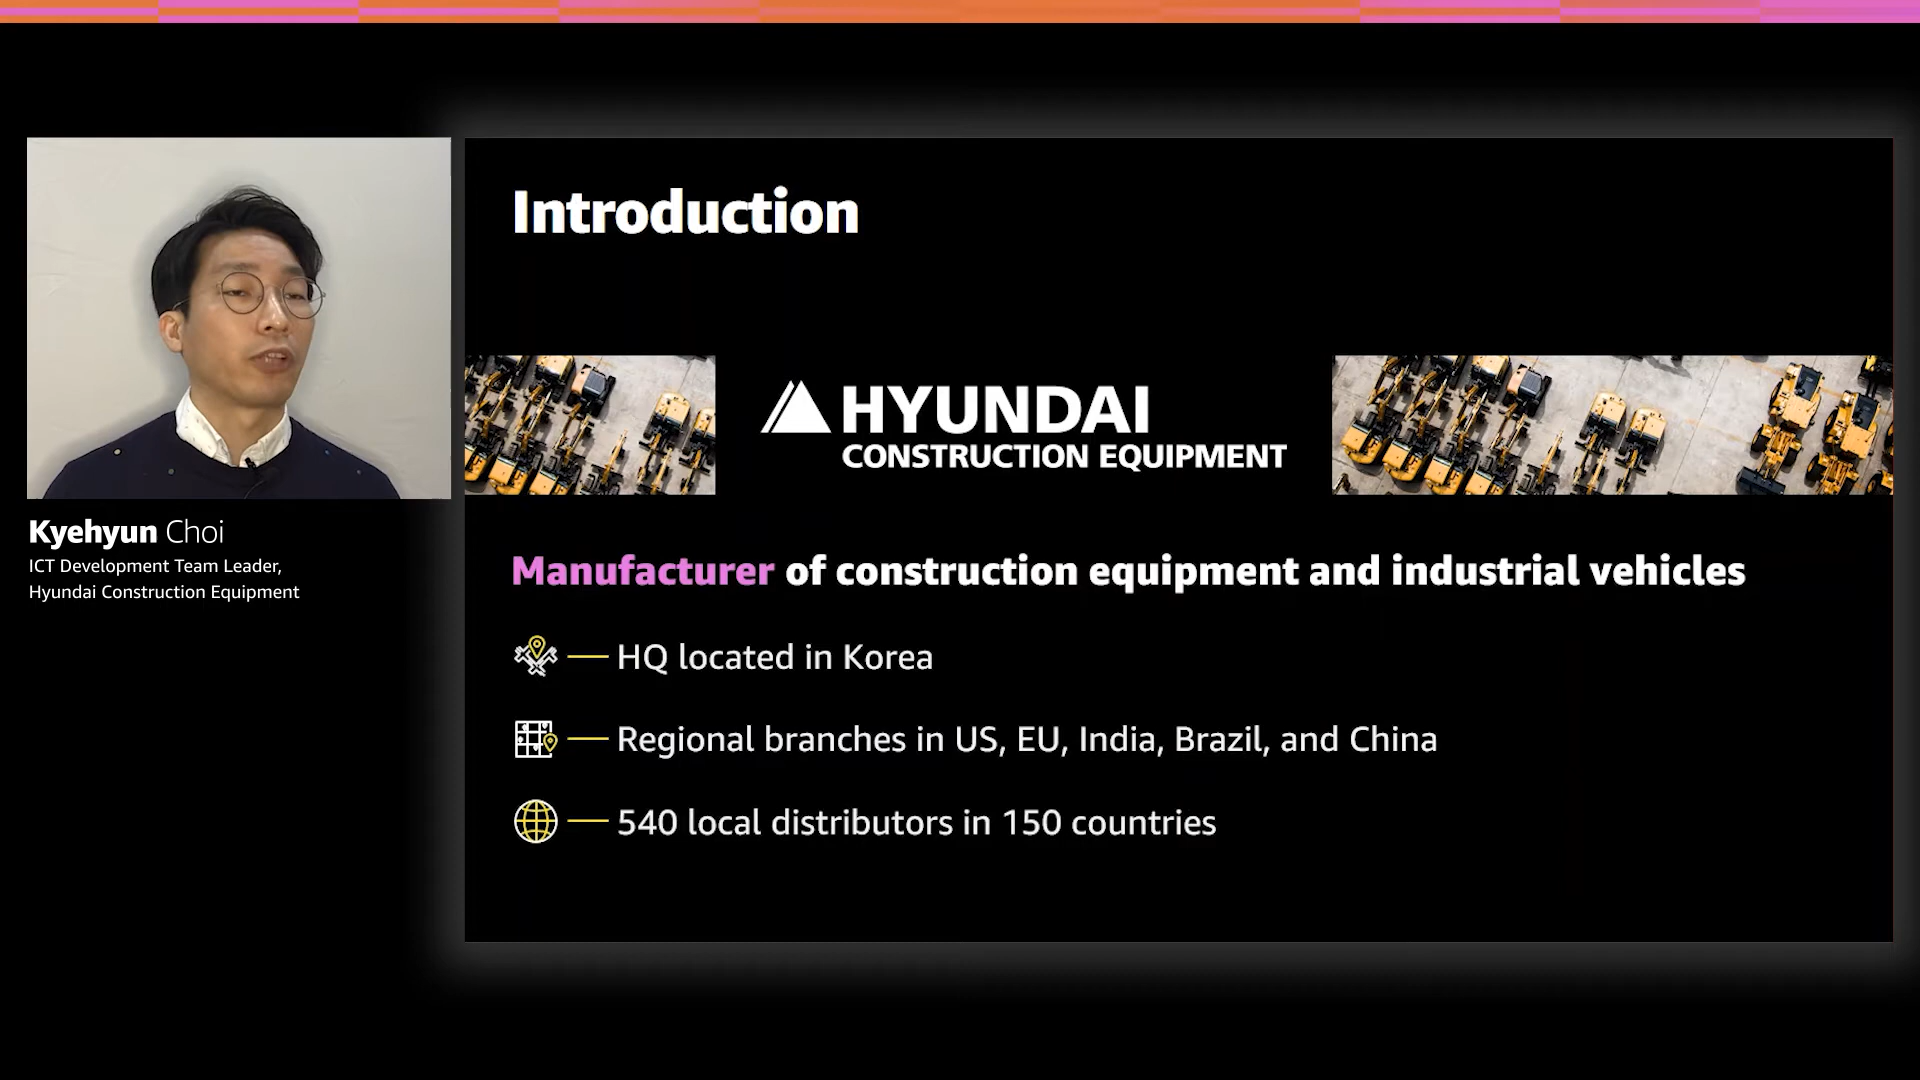 Kyehyun Choi
ICT Development Team Leader,
Hyundai Construction Equipment
Introduction
HYUNDAI
CONSTRUCTION EQUIPMENT
Manufacturer of construction equipment and industrial vehicles
HQ located in Korea
Regional branches in US, EU, India, Brazil, and China
540 local distributors in 150 countries